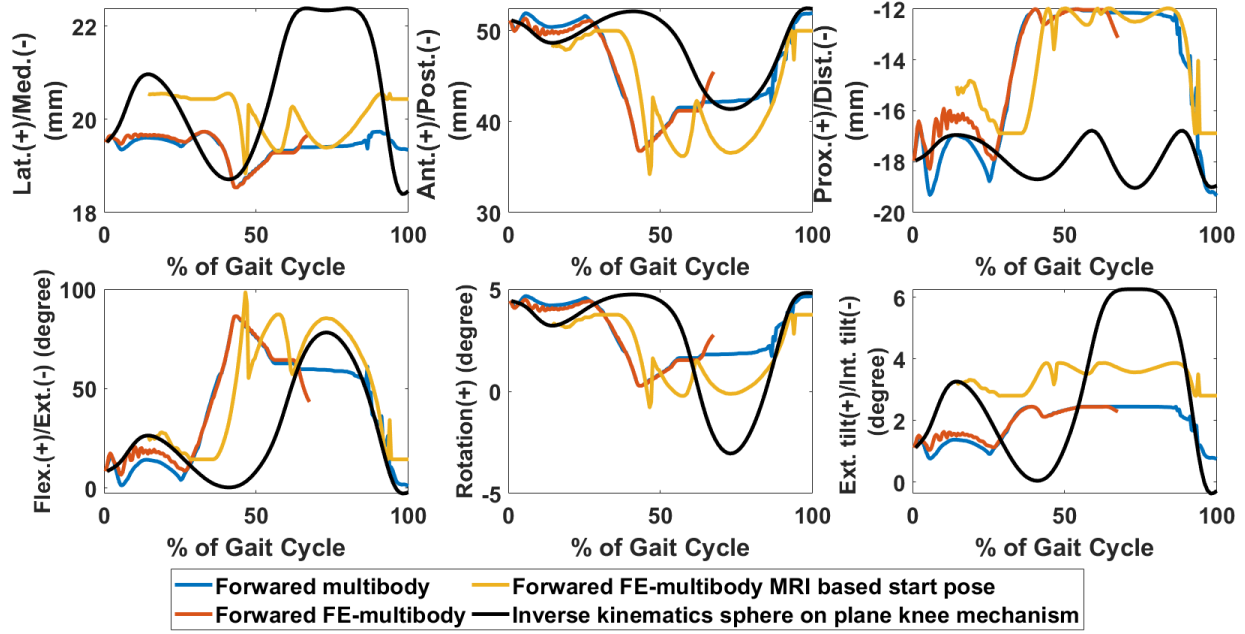 22
20
18
0
50
100
Lat.(+)/Med.(-)
(mm)
% of Gait Cycle
50
40
30
0
50
100
Ant.(+)/Post.(-)
(mm)
% of Gait Cycle
-12
-14
-16
-18
-20
0
50
100
Prox.(+)/Dist.(-)
(mm)
% of Gait Cycle
100
50
0
0
50
100
Flex.(+)/Ext.(-) (degree)
% of Gait Cycle
5
0
-5
0
50
100
Rotation(+) (degree)
% of Gait Cycle
6
4
2
0
0
50
100
Ext. tilt(+)/Int. tilt(-)
(degree)
% of Gait Cycle
Forwared multibody
Forwared FE-multibody
Forwared FE-multibody MRI based start pose
Inverse kinematics sphere on plane knee mechanism